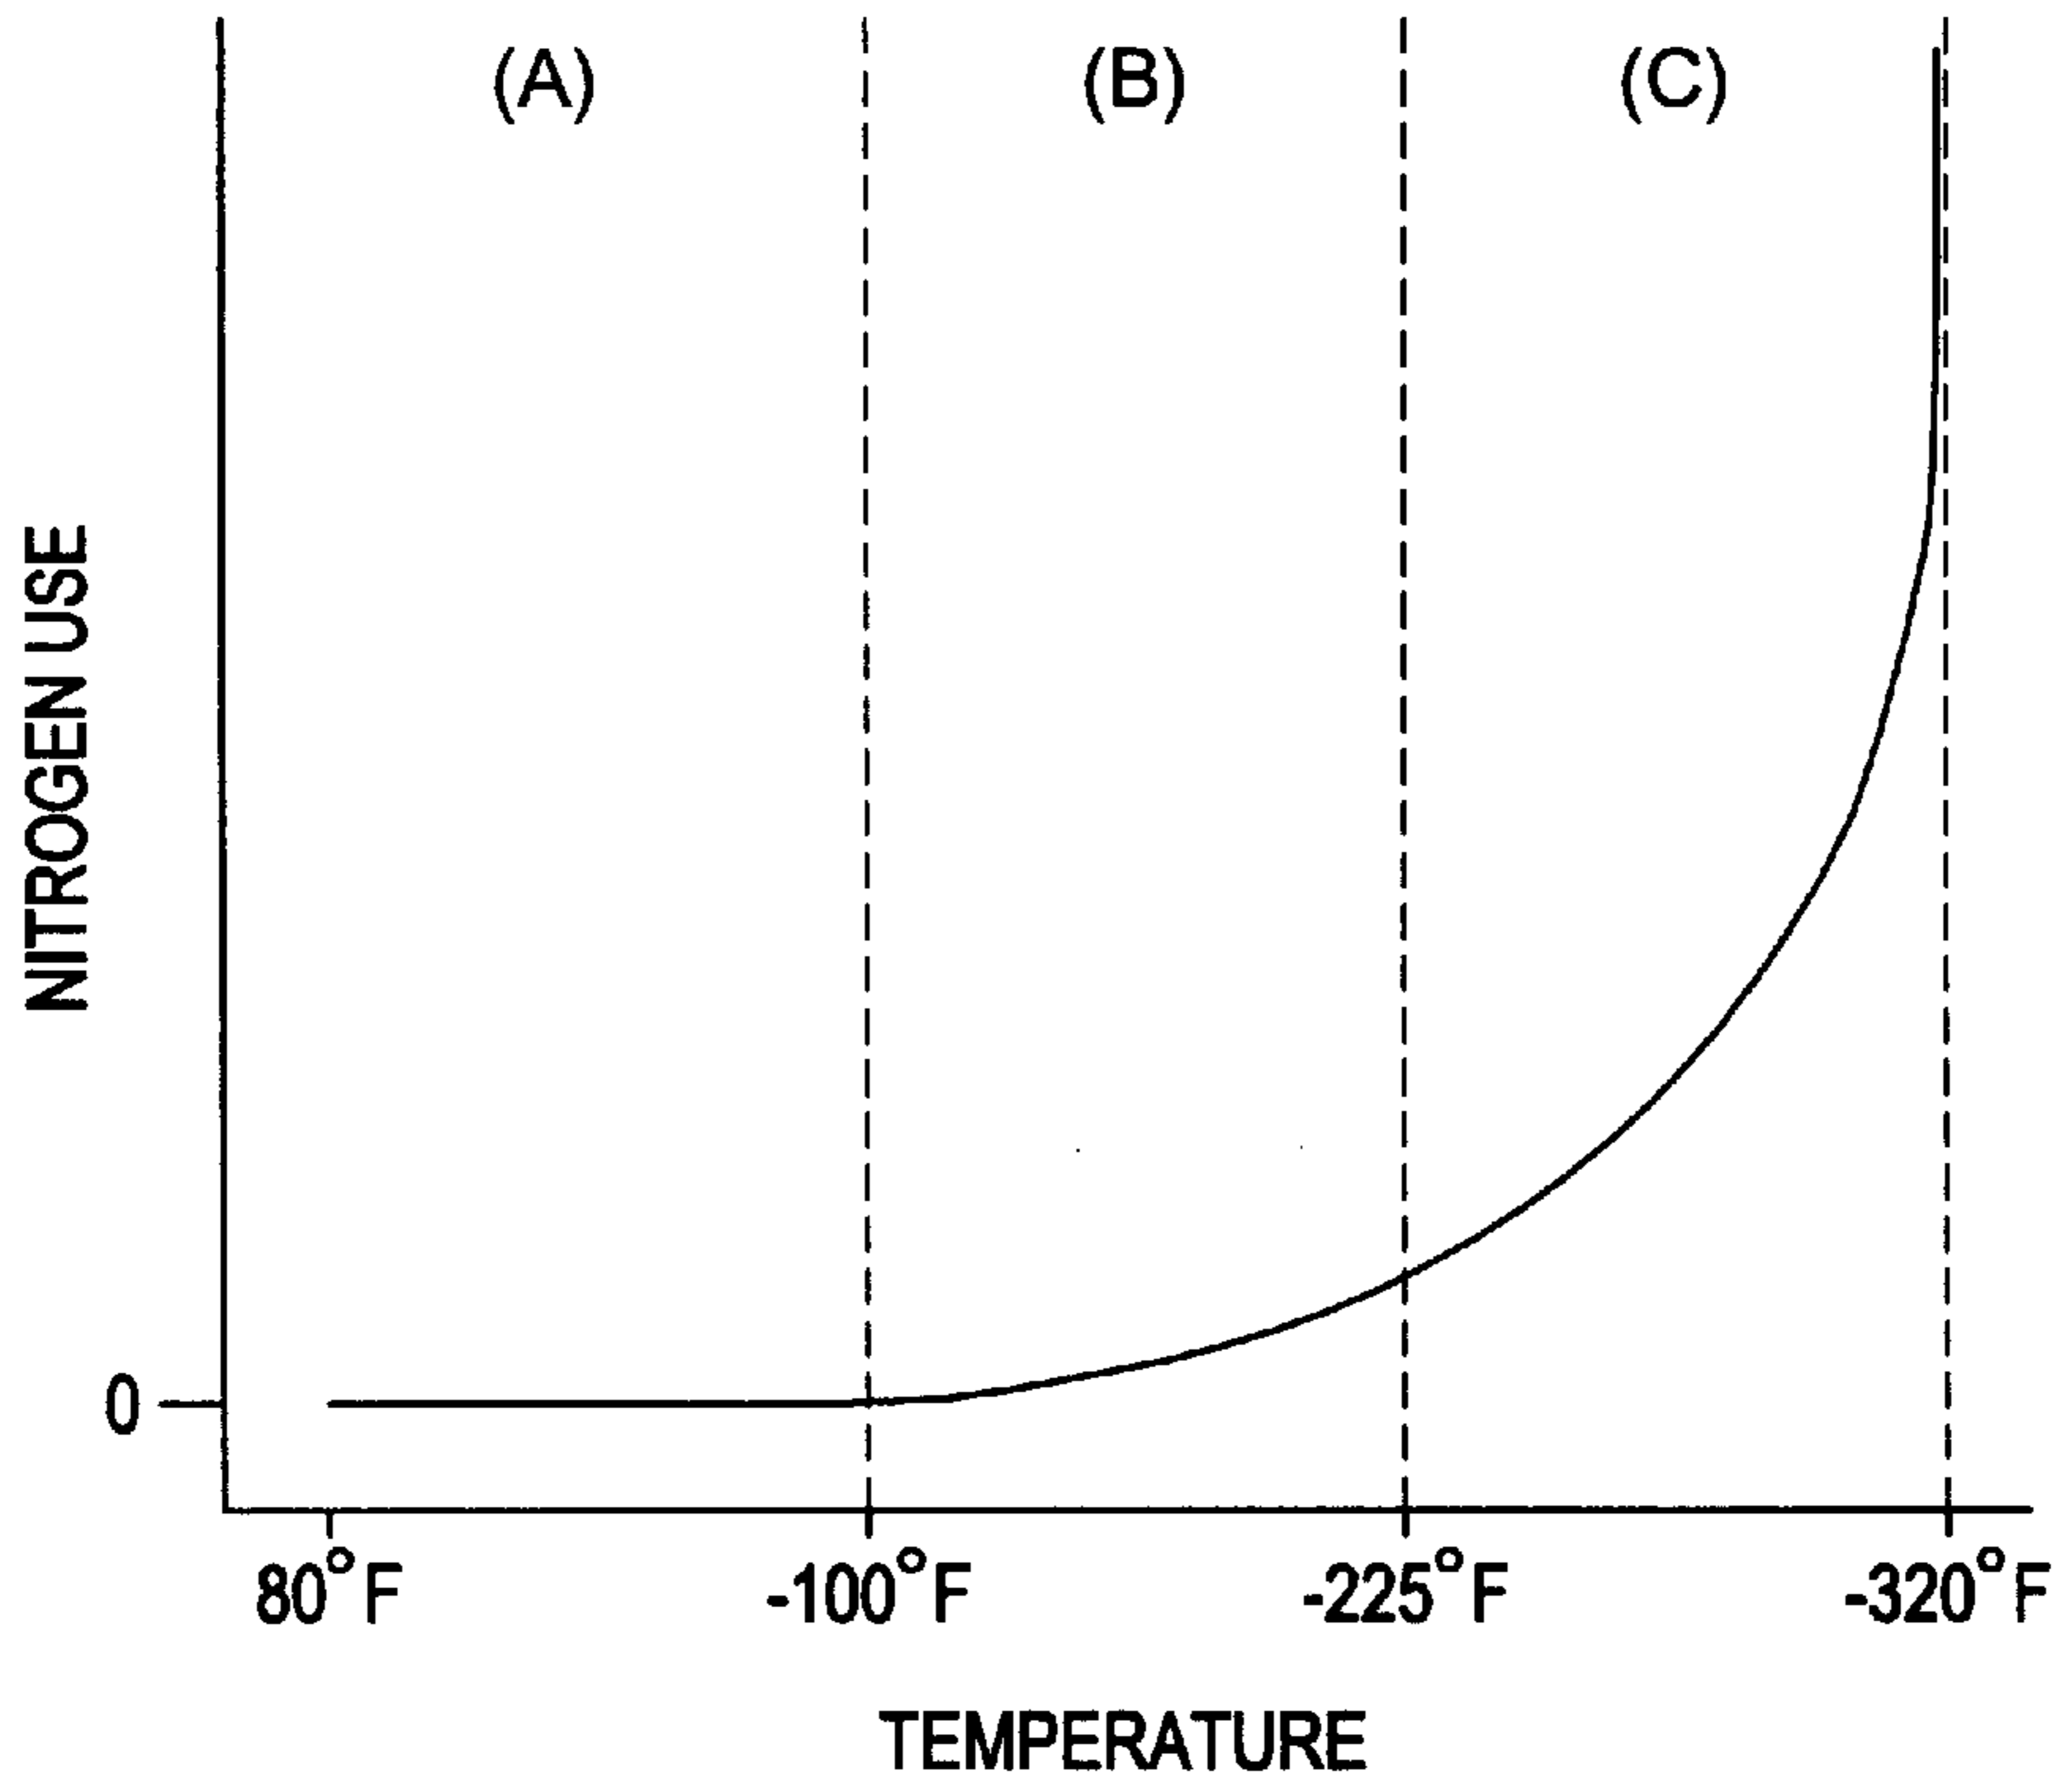 (A) (B) (C)
NITROGEN USE
0
80°F -100°F -225°F -320°F
TEMPERATURE